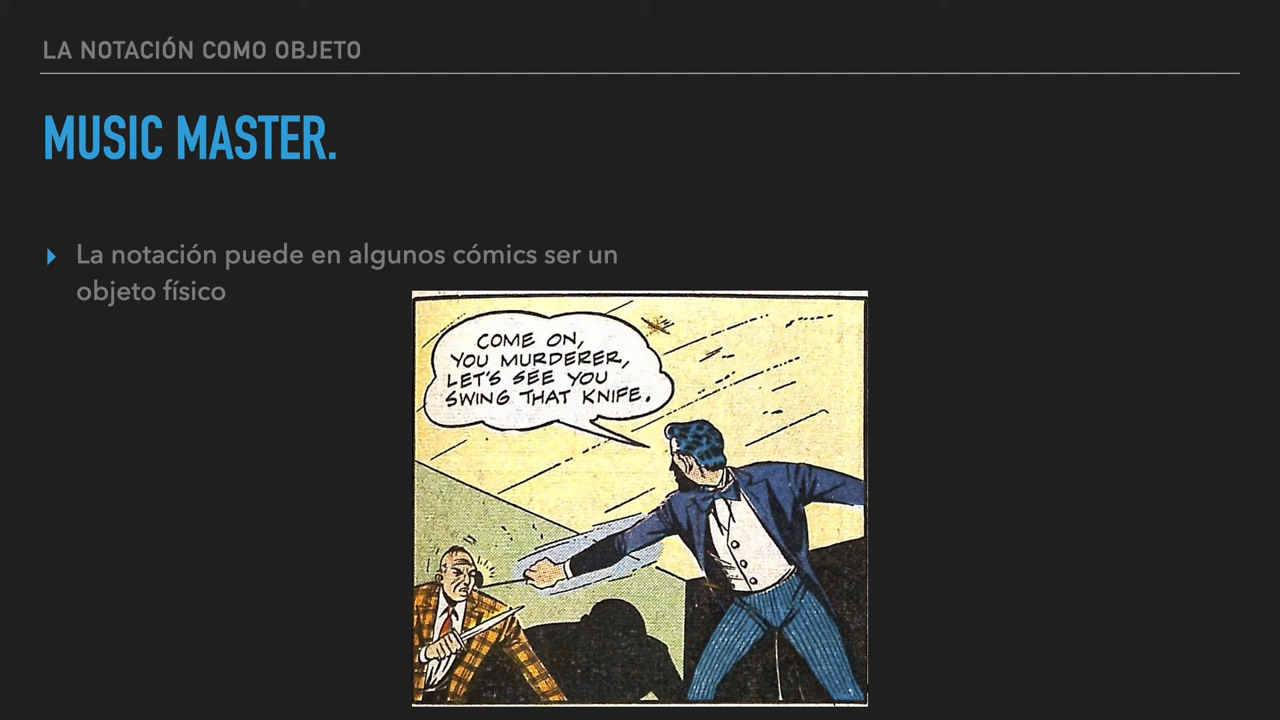 LA NOTACIÓN COMO OBJETO
MUSIC MASTER.
La notación puede en algunos cómics ser un
objeto físico
COME ON,
YOU MURDERER,
LET'S SEE YOU
SWING THAT KNIFE.